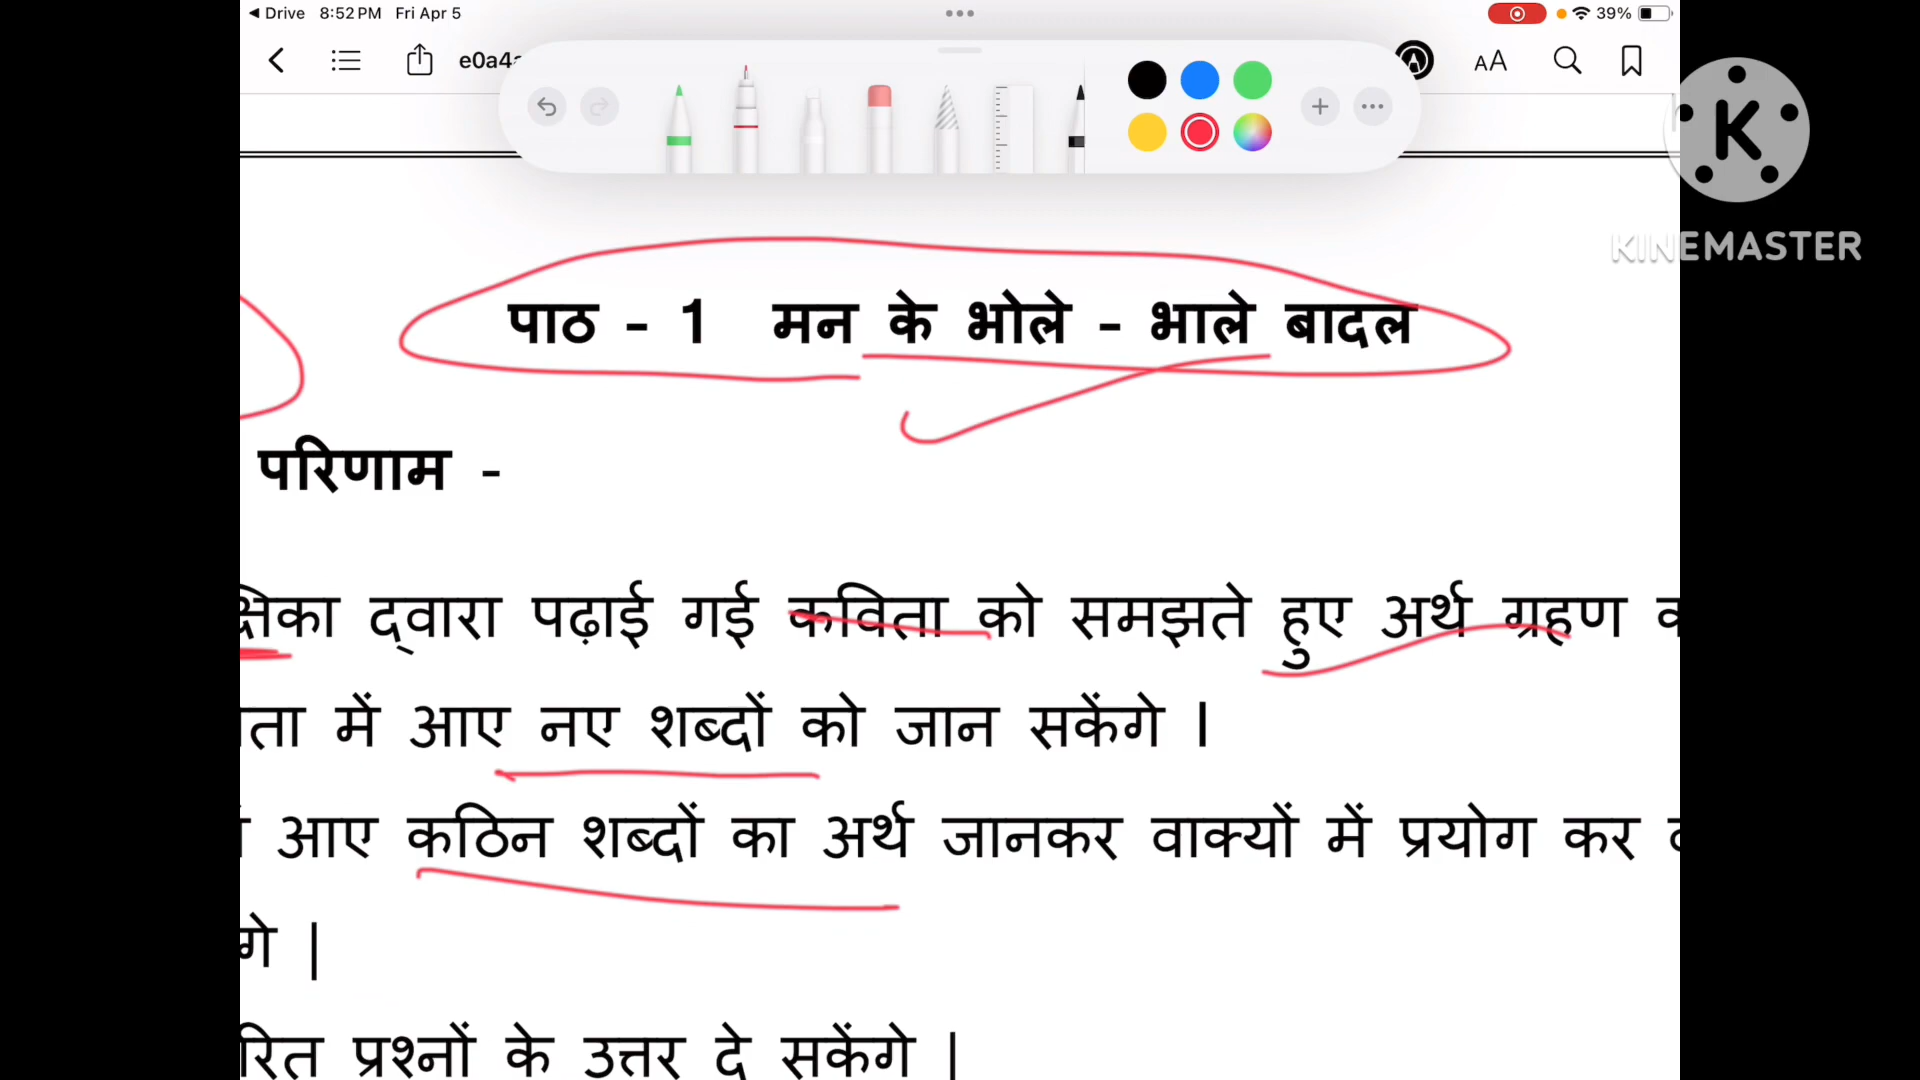 Drive 8:52 PM Fri Apr 5 39%
AA
पाठ - 1 मन के भोले - भाले बादल
KINEMASTER
परिणाम -
क्षिका द्वारा पढ़ाई गई कविता को समझते हुए अर्थ ग्रहण
ता में आए नए शब्दों को जान सकेंगे ।
आए कठिन शब्दों का अर्थ जानकर वाक्यों में प्रयोग कर
गे |
रित प्रश्नों के उत्तर दे सकेंगे |